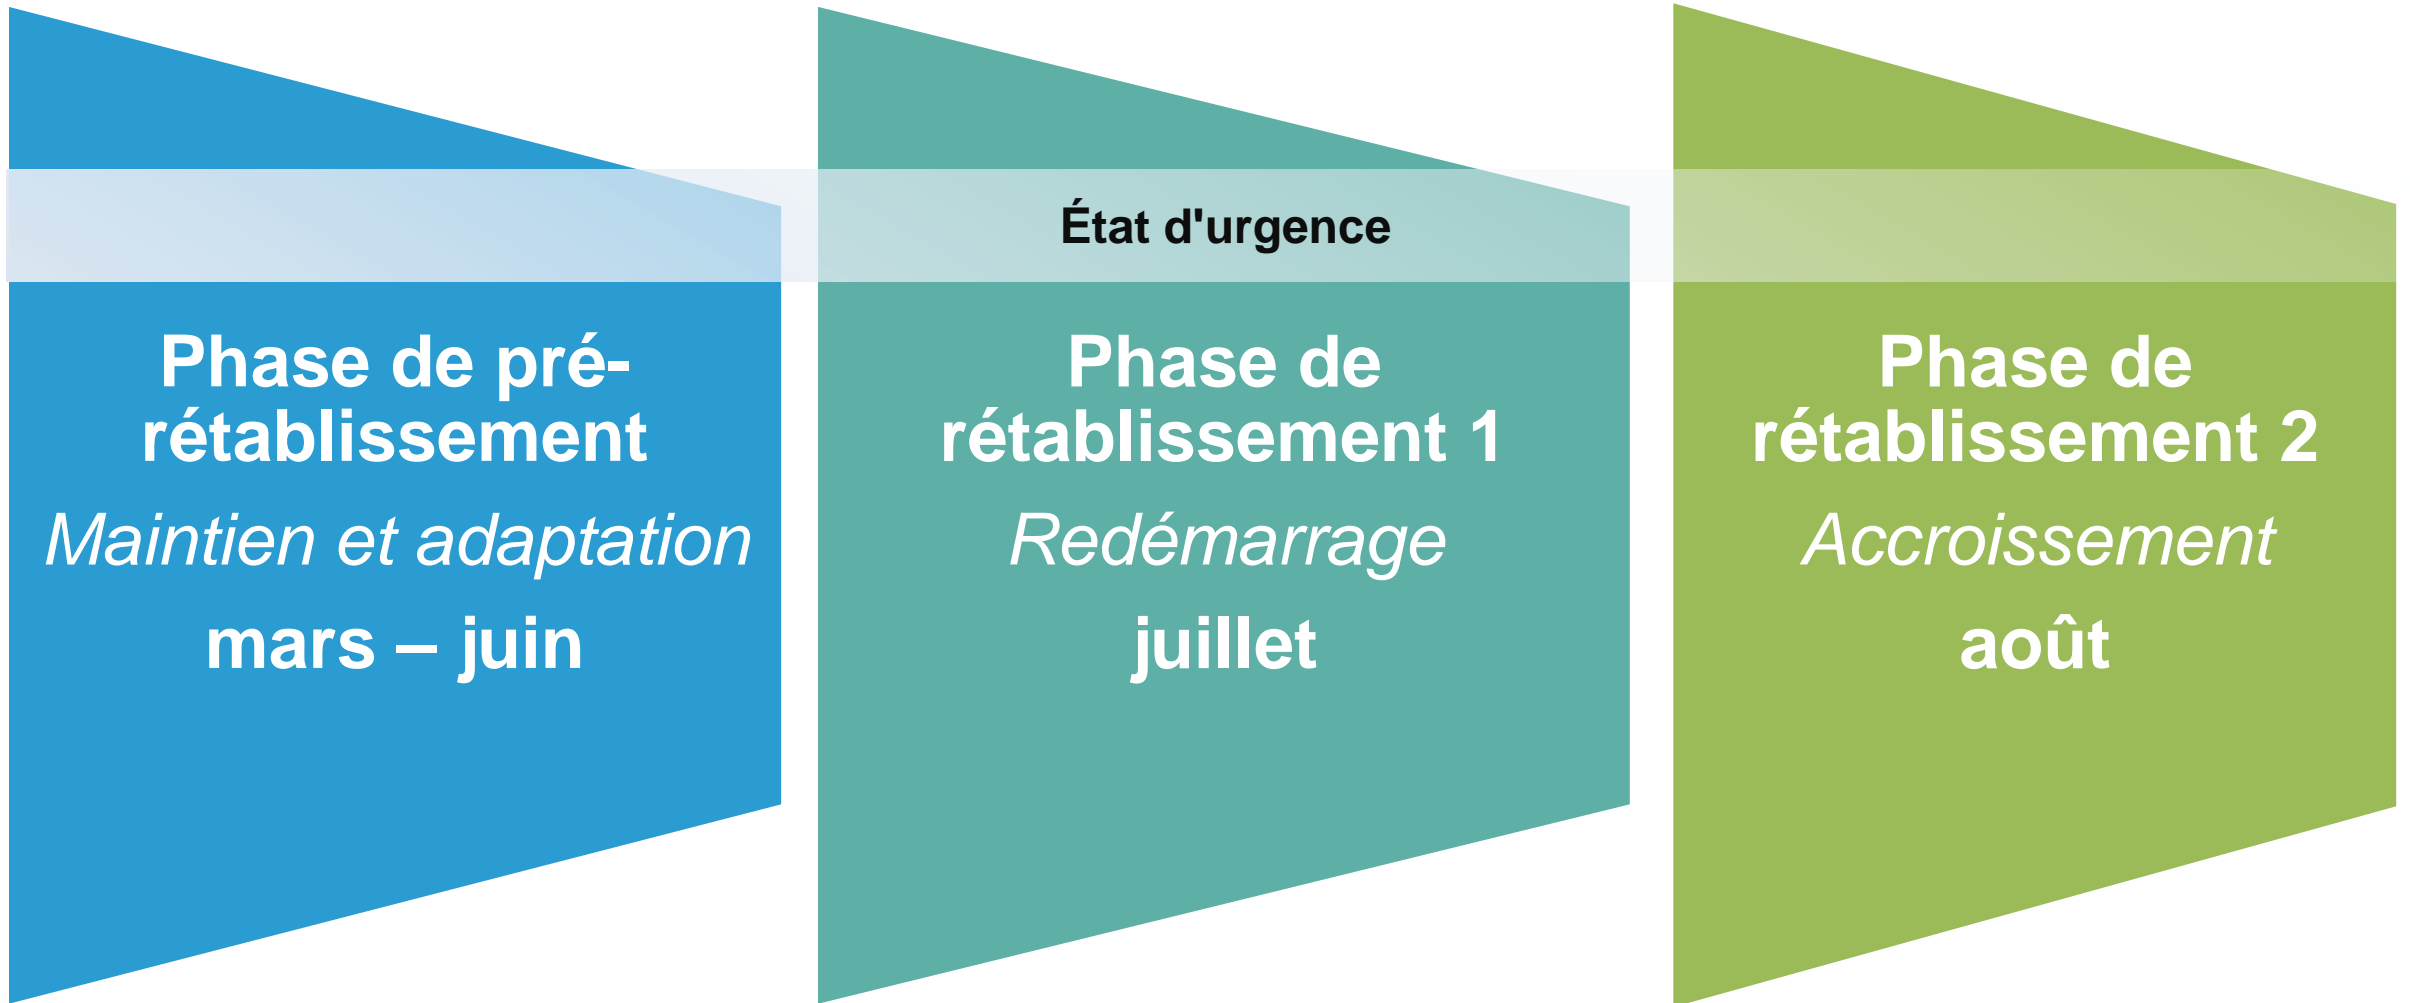 État d'urgence
Phase de pré-
rétablissement
Maintien et adaptation
mars – juin
Phase de
rétablissement 1
Redémarrage
juillet
Phase de
rétablissement 2
Accroissement
août